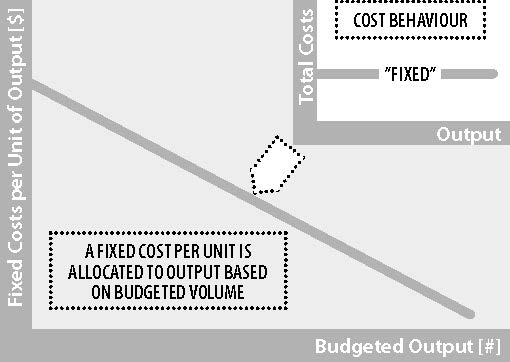 Fixed Costs per Unit of Output [$]
Total Costs
COST BEHAVIOUR
"FIXED"
Output
A FIXED COST PER UNIT IS
ALLOCATED TO OUTPUT BASED
ON BUDGETED VOLUME
Budgeted Output [#]